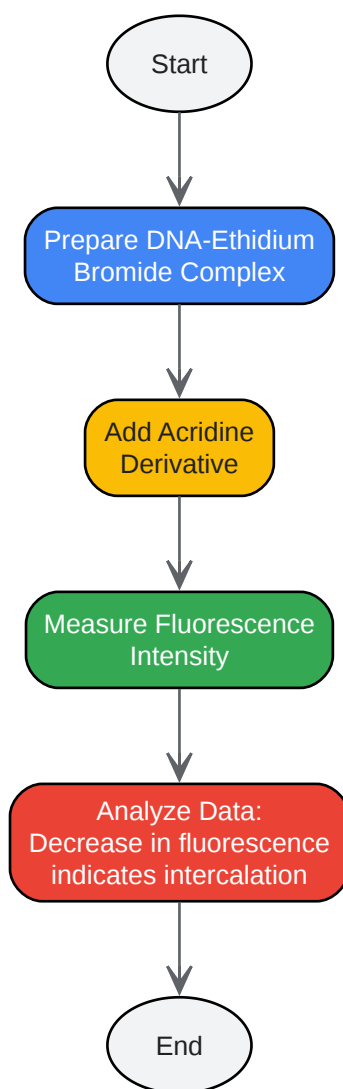 Start
Prepare DNA-Ethidium
Bromide Complex
Add Acridine
Derivative
Measure Fluorescence
Intensity
Analyze Data:
Decrease in fluorescence
indicates intercalation
End